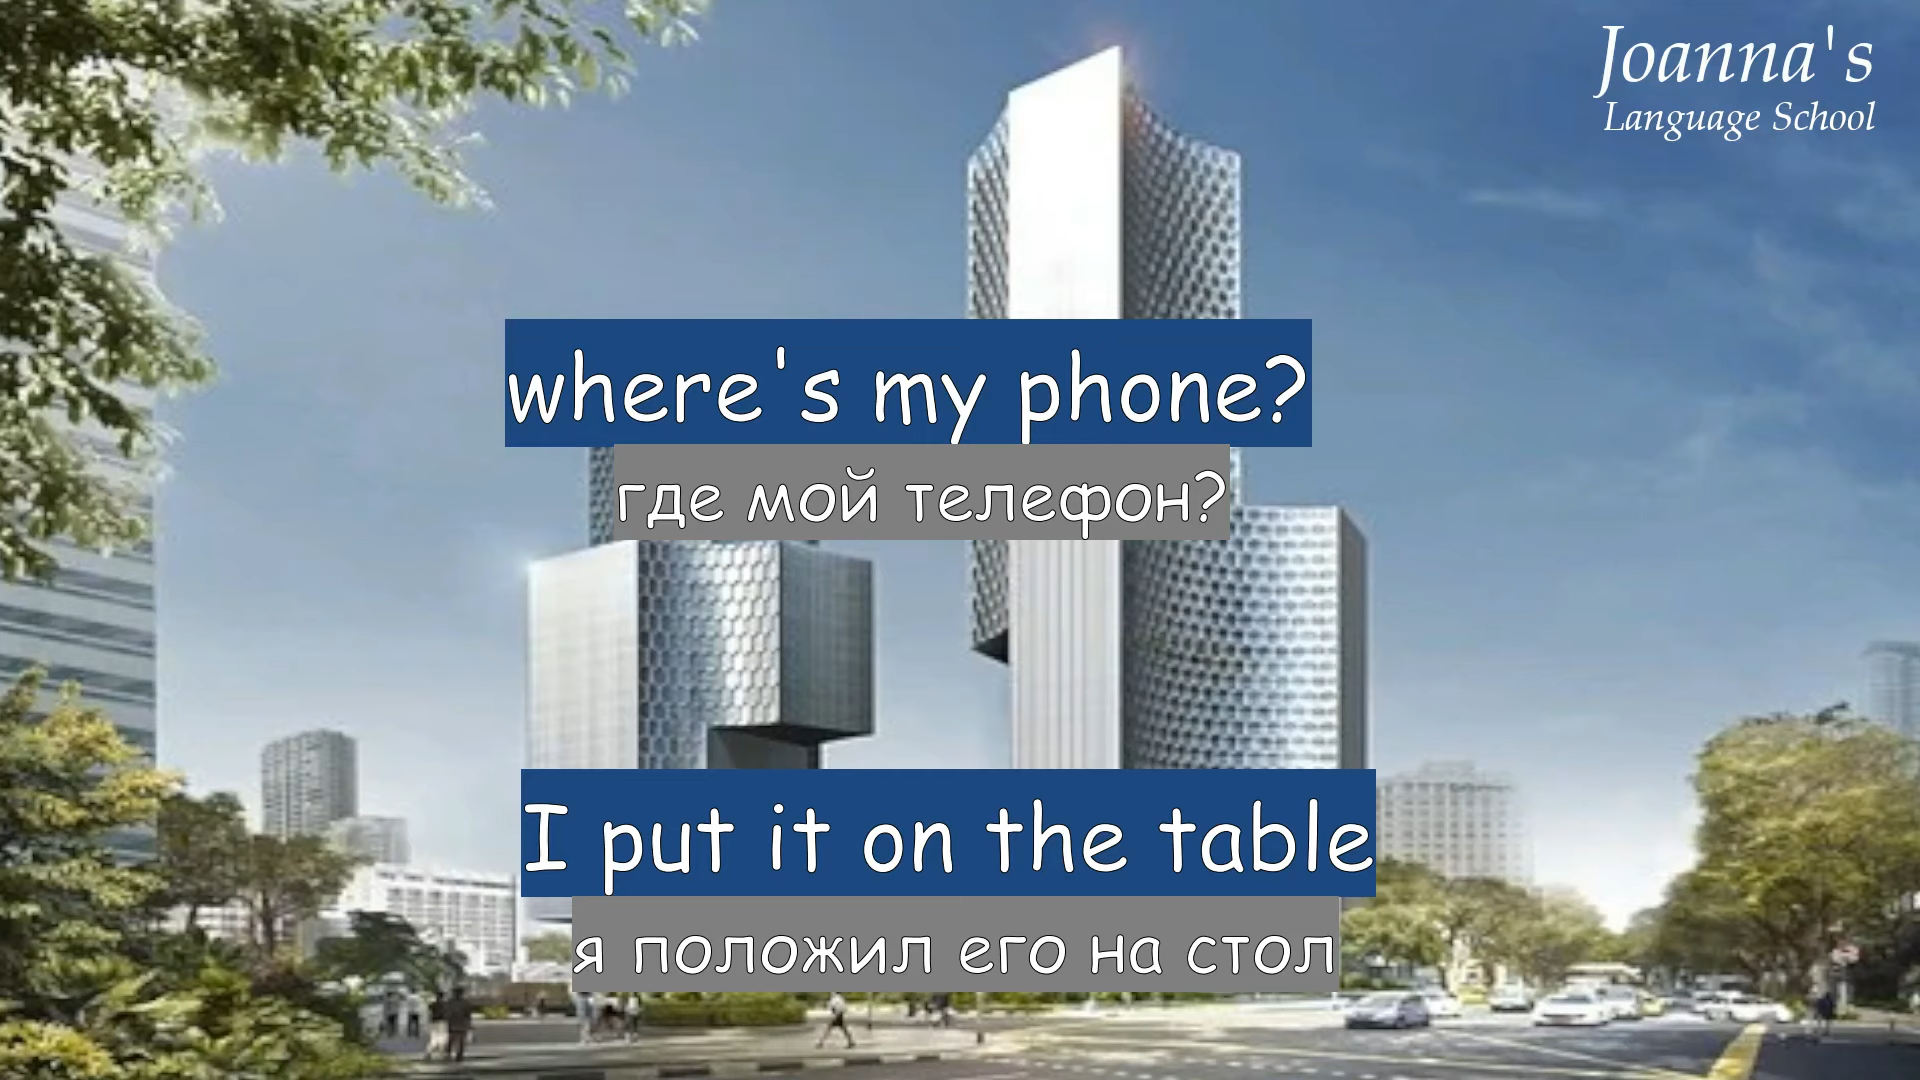 Joanna's
Language School
where's my phone?
где мой телефон?
I put it on the table
я положил его на стол